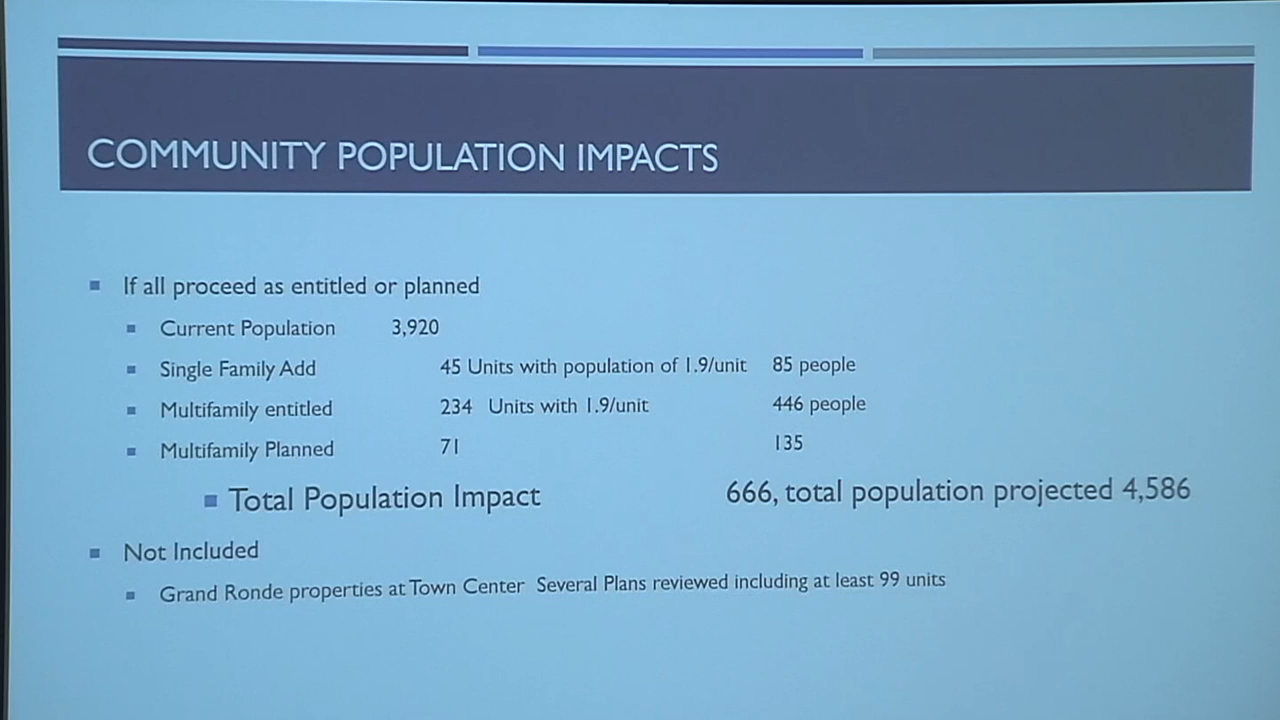 COMMUNITY POPULATION IMPACTS
If all proceed as entitled or planned
Current Population 3,920
Single Family Add 45 Units with population of 1.9/unit 85 people
Multifamily entitled 234 Units with 1.9/unit 446 people
Multifamily Planned 71 135
Total Population Impact 666, total population projected 4,586
Not Included
Grand Ronde properties at Town Center Several Plans reviewed including at least 99 units